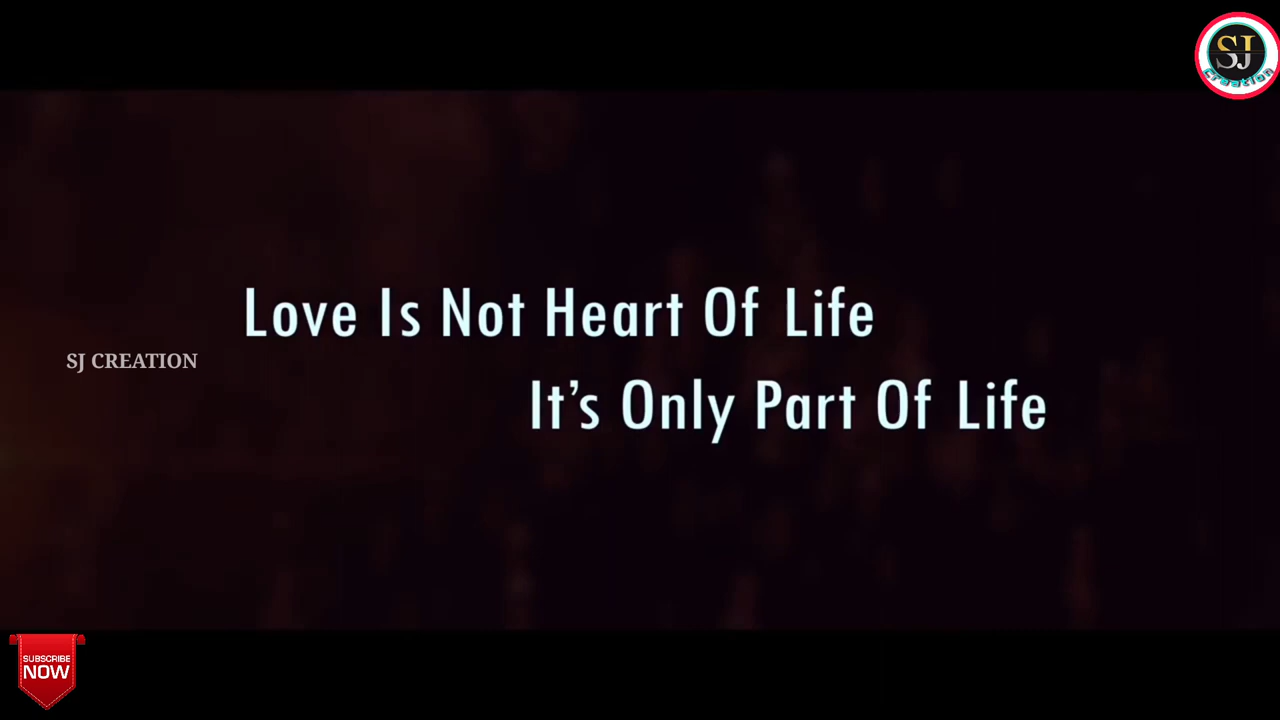 SJ
Creation
Love Is Not Heart Of Life
SJ CREATION
It's Only Part Of Life
SUBSCRIBE
NOW